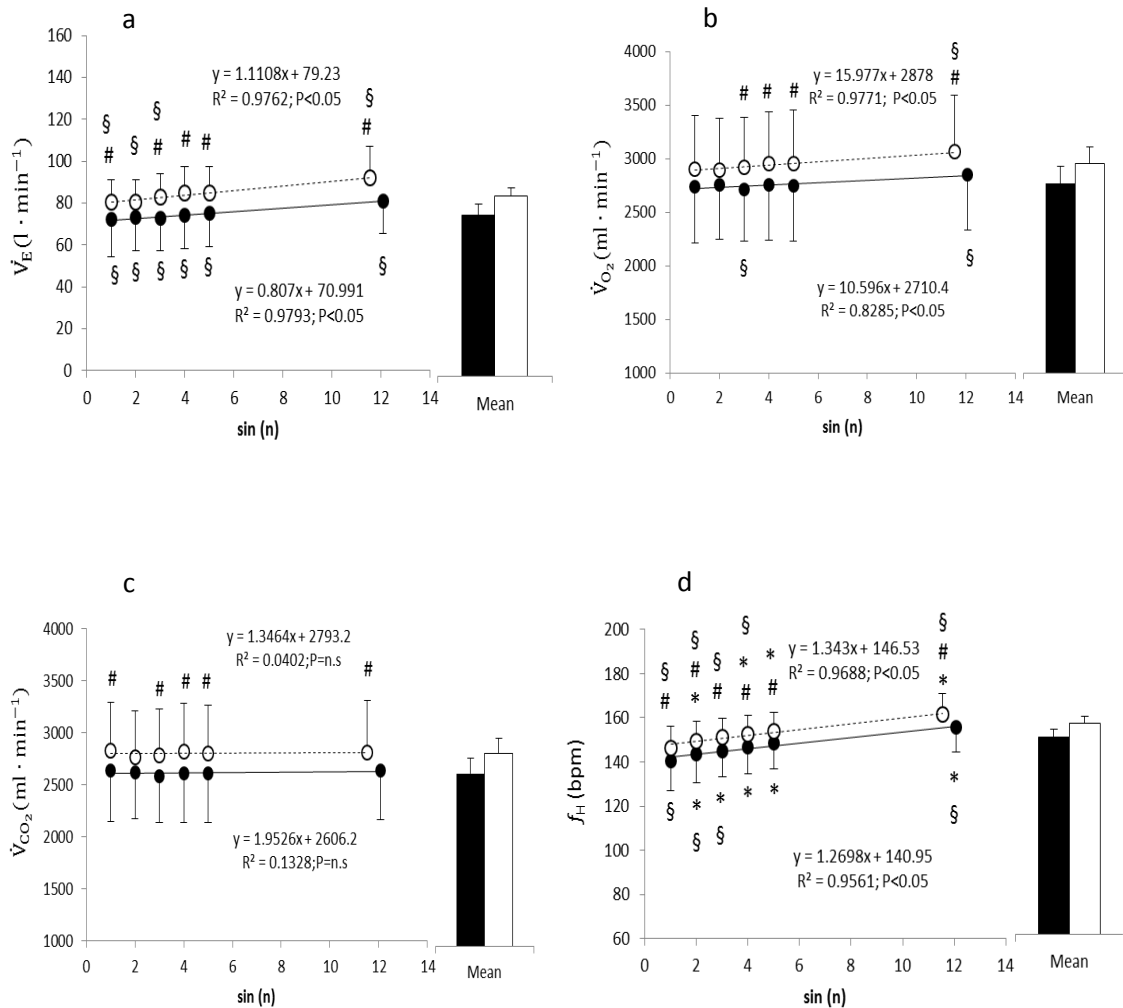 a
160
140
120
100
80
60
40
20
0
V̇E (l · min−1)
y = 1.1108x + 79.23
R² = 0.9762; P<0.05
§ § § § #
# # # # #
§ § § § § §
y = 0.807x + 70.991
R² = 0.9793; P<0.05
0 2 4 6 8 10 12 14
Mean
sin (n)
b
4000
3500
3000
2500
2000
1500
1000
V̇O2 (ml · min−1)
y = 15.977x + 2878
R² = 0.9771; P<0.05
§
# # # #
§ §
y = 10.596x + 2710.4
R² = 0.8285; P<0.05
0 2 4 6 8 10 12 14
Mean
sin (n)
c
4000
3500
3000
2500
2000
1500
1000
V̇CO2 (ml · min−1)
y = 1.3464x + 2793.2
R² = 0.0402;P=n.s
# # # # #
y = 1.9526x + 2606.2
R² = 0.1328;P=n.s
0 2 4 6 8 10 12 14
Mean
sin (n)
d
200
180
160
140
120
100
80
60
fH (bpm)
y = 1.343x + 146.53
R² = 0.9688; P<0.05
§ § § § §
# # * * #
* # # # *
§ * * * * *
§ § §
y = 1.2698x + 140.95
R² = 0.9561; P<0.05
0 2 4 6 8 10 12 14
Mean
sin (n)